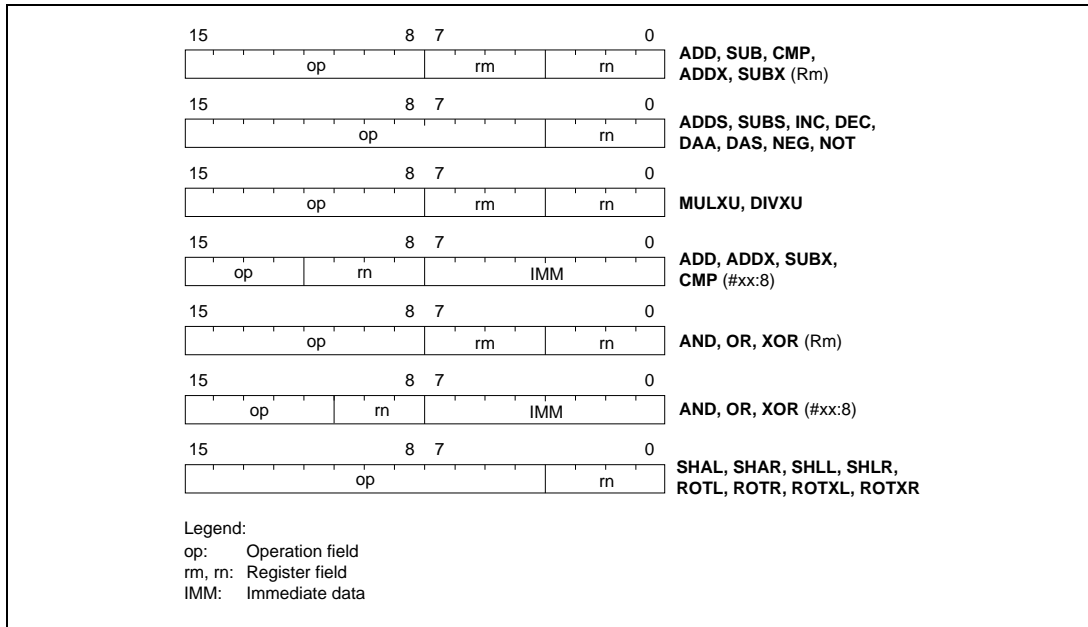 15 8 7 0
op rm rn
ADD, SUB, CMP,
ADDX, SUBX (Rm)
15 8 7 0
op rn
ADDS, SUBS, INC, DEC,
DAA, DAS, NEG, NOT
15 8 7 0
op rm rn
MULXU, DIVXU
15 8 7 0
op rn IMM
ADD, ADDX, SUBX,
CMP (#xx:8)
15 8 7 0
op rm rn
AND, OR, XOR (Rm)
15 8 7 0
op rn IMM
AND, OR, XOR (#xx:8)
15 8 7 0
op rn
SHAL, SHAR, SHLL, SHLR,
ROTL, ROTR, ROTXL, ROTXR
Legend:
op: Operation field
rm, rn: Register field
IMM: Immediate data